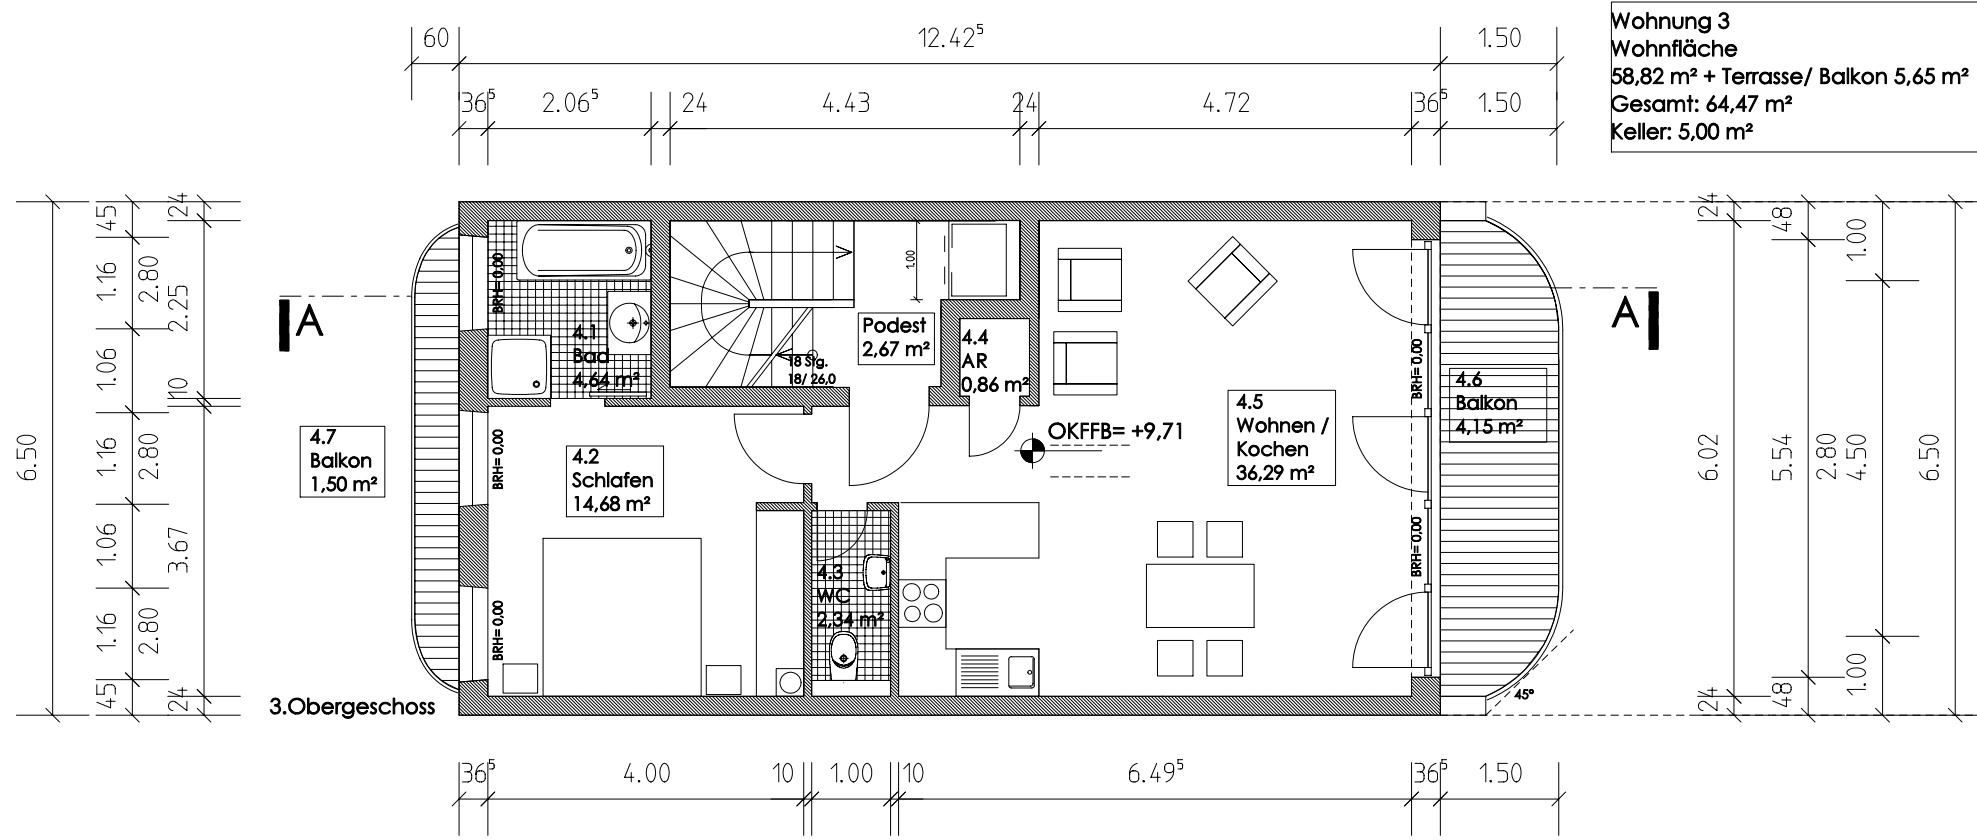 60
12.42⁵
1.50
Wohnung 3
Wohnfläche
58,82 m² + Terrasse/ Balkon 5,65 m²
Gesamt: 64,47 m²
Keller: 5,00 m²
36⁵
2.06⁵
24
4.43
24
4.72
36⁵
1.50
6.50
45
1.16
1.06
1.16
1.06
1.16
45
2.80
2.80
2.80
24
2.25
10
3.67
24
A
4.7
Balkon
1,50 m²
3.Obergeschoss
BRH= 0,00
BRH= 0,00
BRH= 0,00
4.1
Bad
4,64 m²
4.2
Schlafen
14,68 m²
18 Stg.
18/ 26,0
1.00
Podest
2,67 m²
4.4
AR
0,86 m²
OKFFB= +9,71
4.3
WC
2,34 m²
4.5
Wohnen /
Kochen
36,29 m²
BRH= 0,00
BRH= 0,00
4.6
Balkon
4,15 m²
45°
A
24
6.02
24
48
5.54
48
2.80
1.00
4.50
1.00
6.50
36⁵
4.00
10
1.00
10
6.49⁵
36⁵
1.50